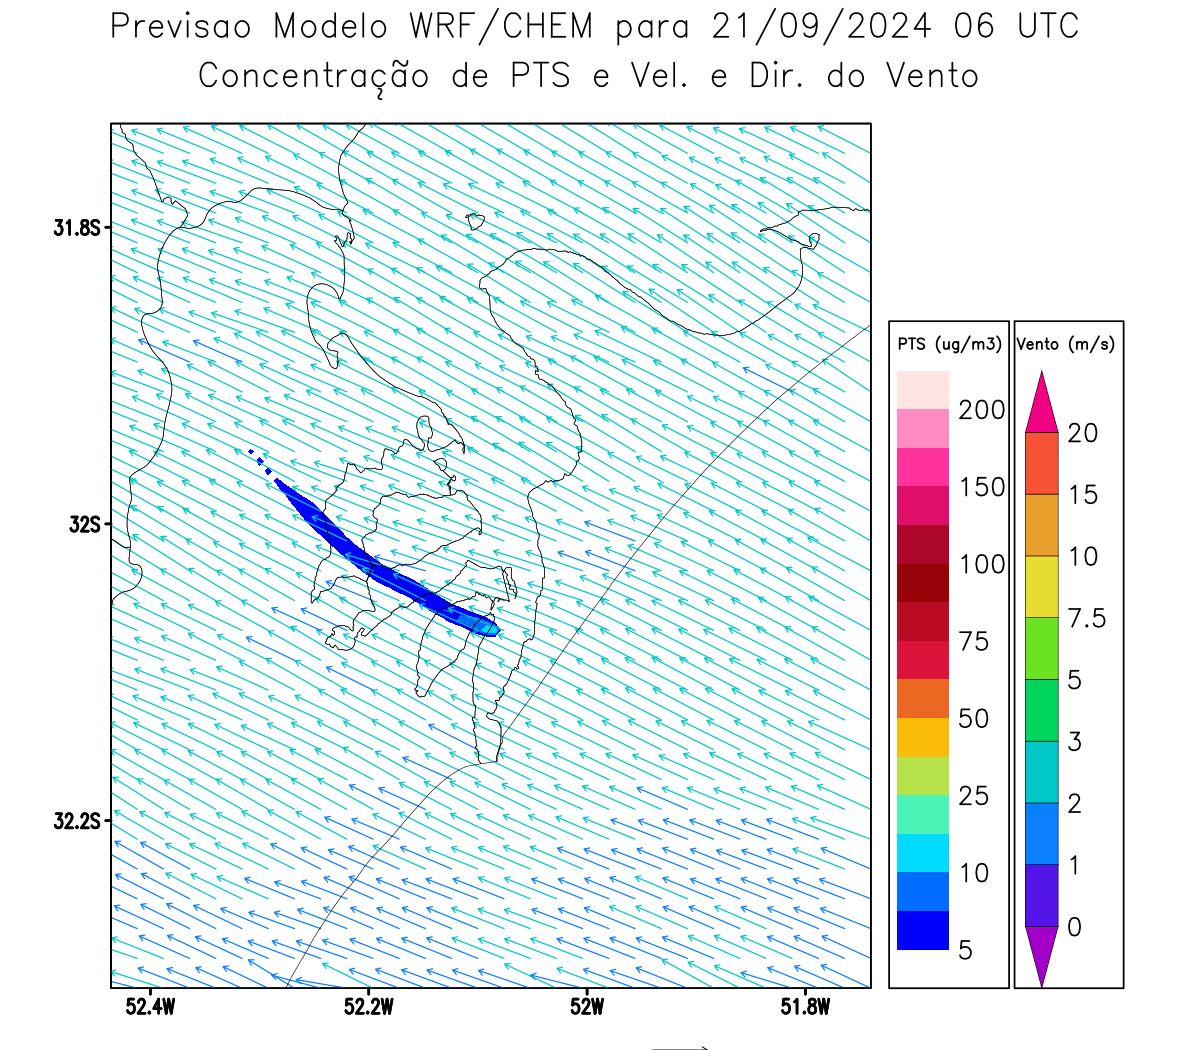 Previsao Modelo WRF/CHEM para 21/09/2024 06 UTC
Concentração de PTS e Vel. e Dir. do Vento
31.8S
32S
32.2S
52.4W 52.2W 52W 51.8W
PTS (ug/m3)
200
150
100
75
50
25
10
5
Vento (m/s)
20
15
10
7.5
5
3
2
1
0